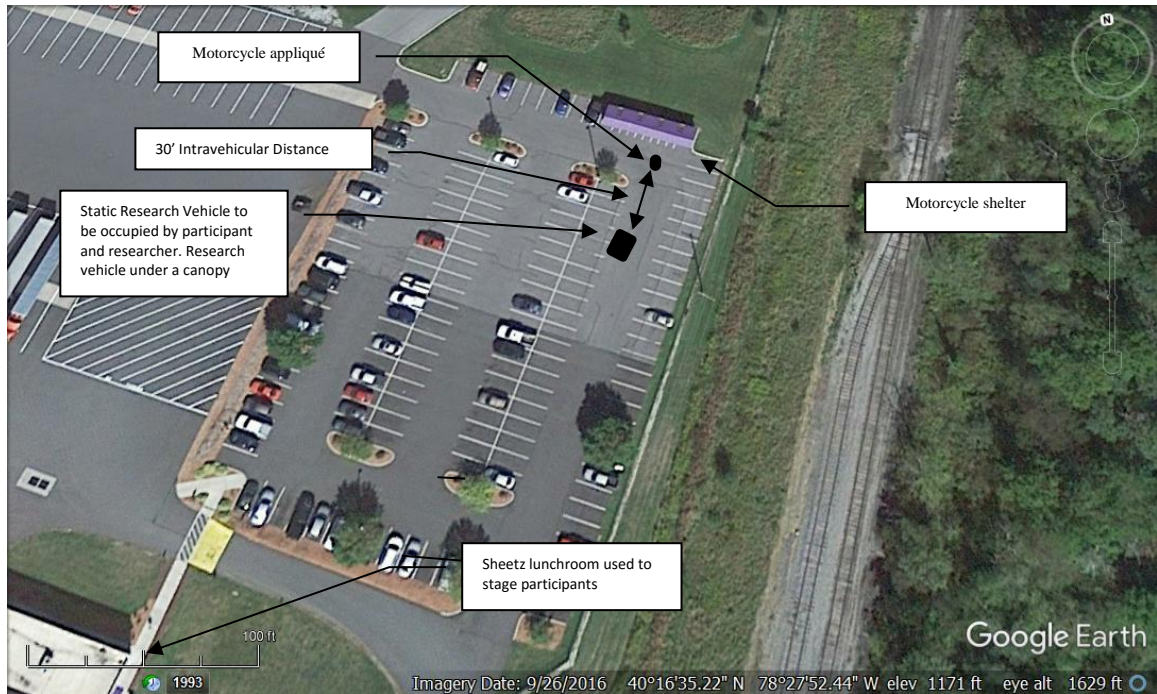 N
Motorcycle appliqué
30’ Intravehicular Distance
Static Research Vehicle to
be occupied by participant
and researcher. Research
vehicle under a canopy
Motorcycle shelter
Sheetz lunchroom used to
stage participants
100 ft
Google Earth
1993
Imagery Date: 9/26/2016 40°16'35.22" N 78°27'52.44" W elev 1171 ft eye alt 1629 ft